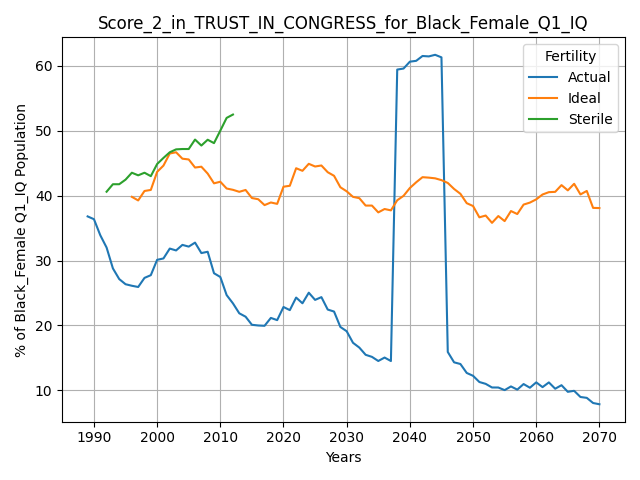 Score_2_in_TRUST_IN_CONGRESS_for_Black_Female_Q1_IQ
Fertility
Actual
Ideal
Sterile
% of Black_Female Q1_IQ Population
60
50
40
30
20
10
1990 2000 2010 2020 2030 2040 2050 2060 2070
Years